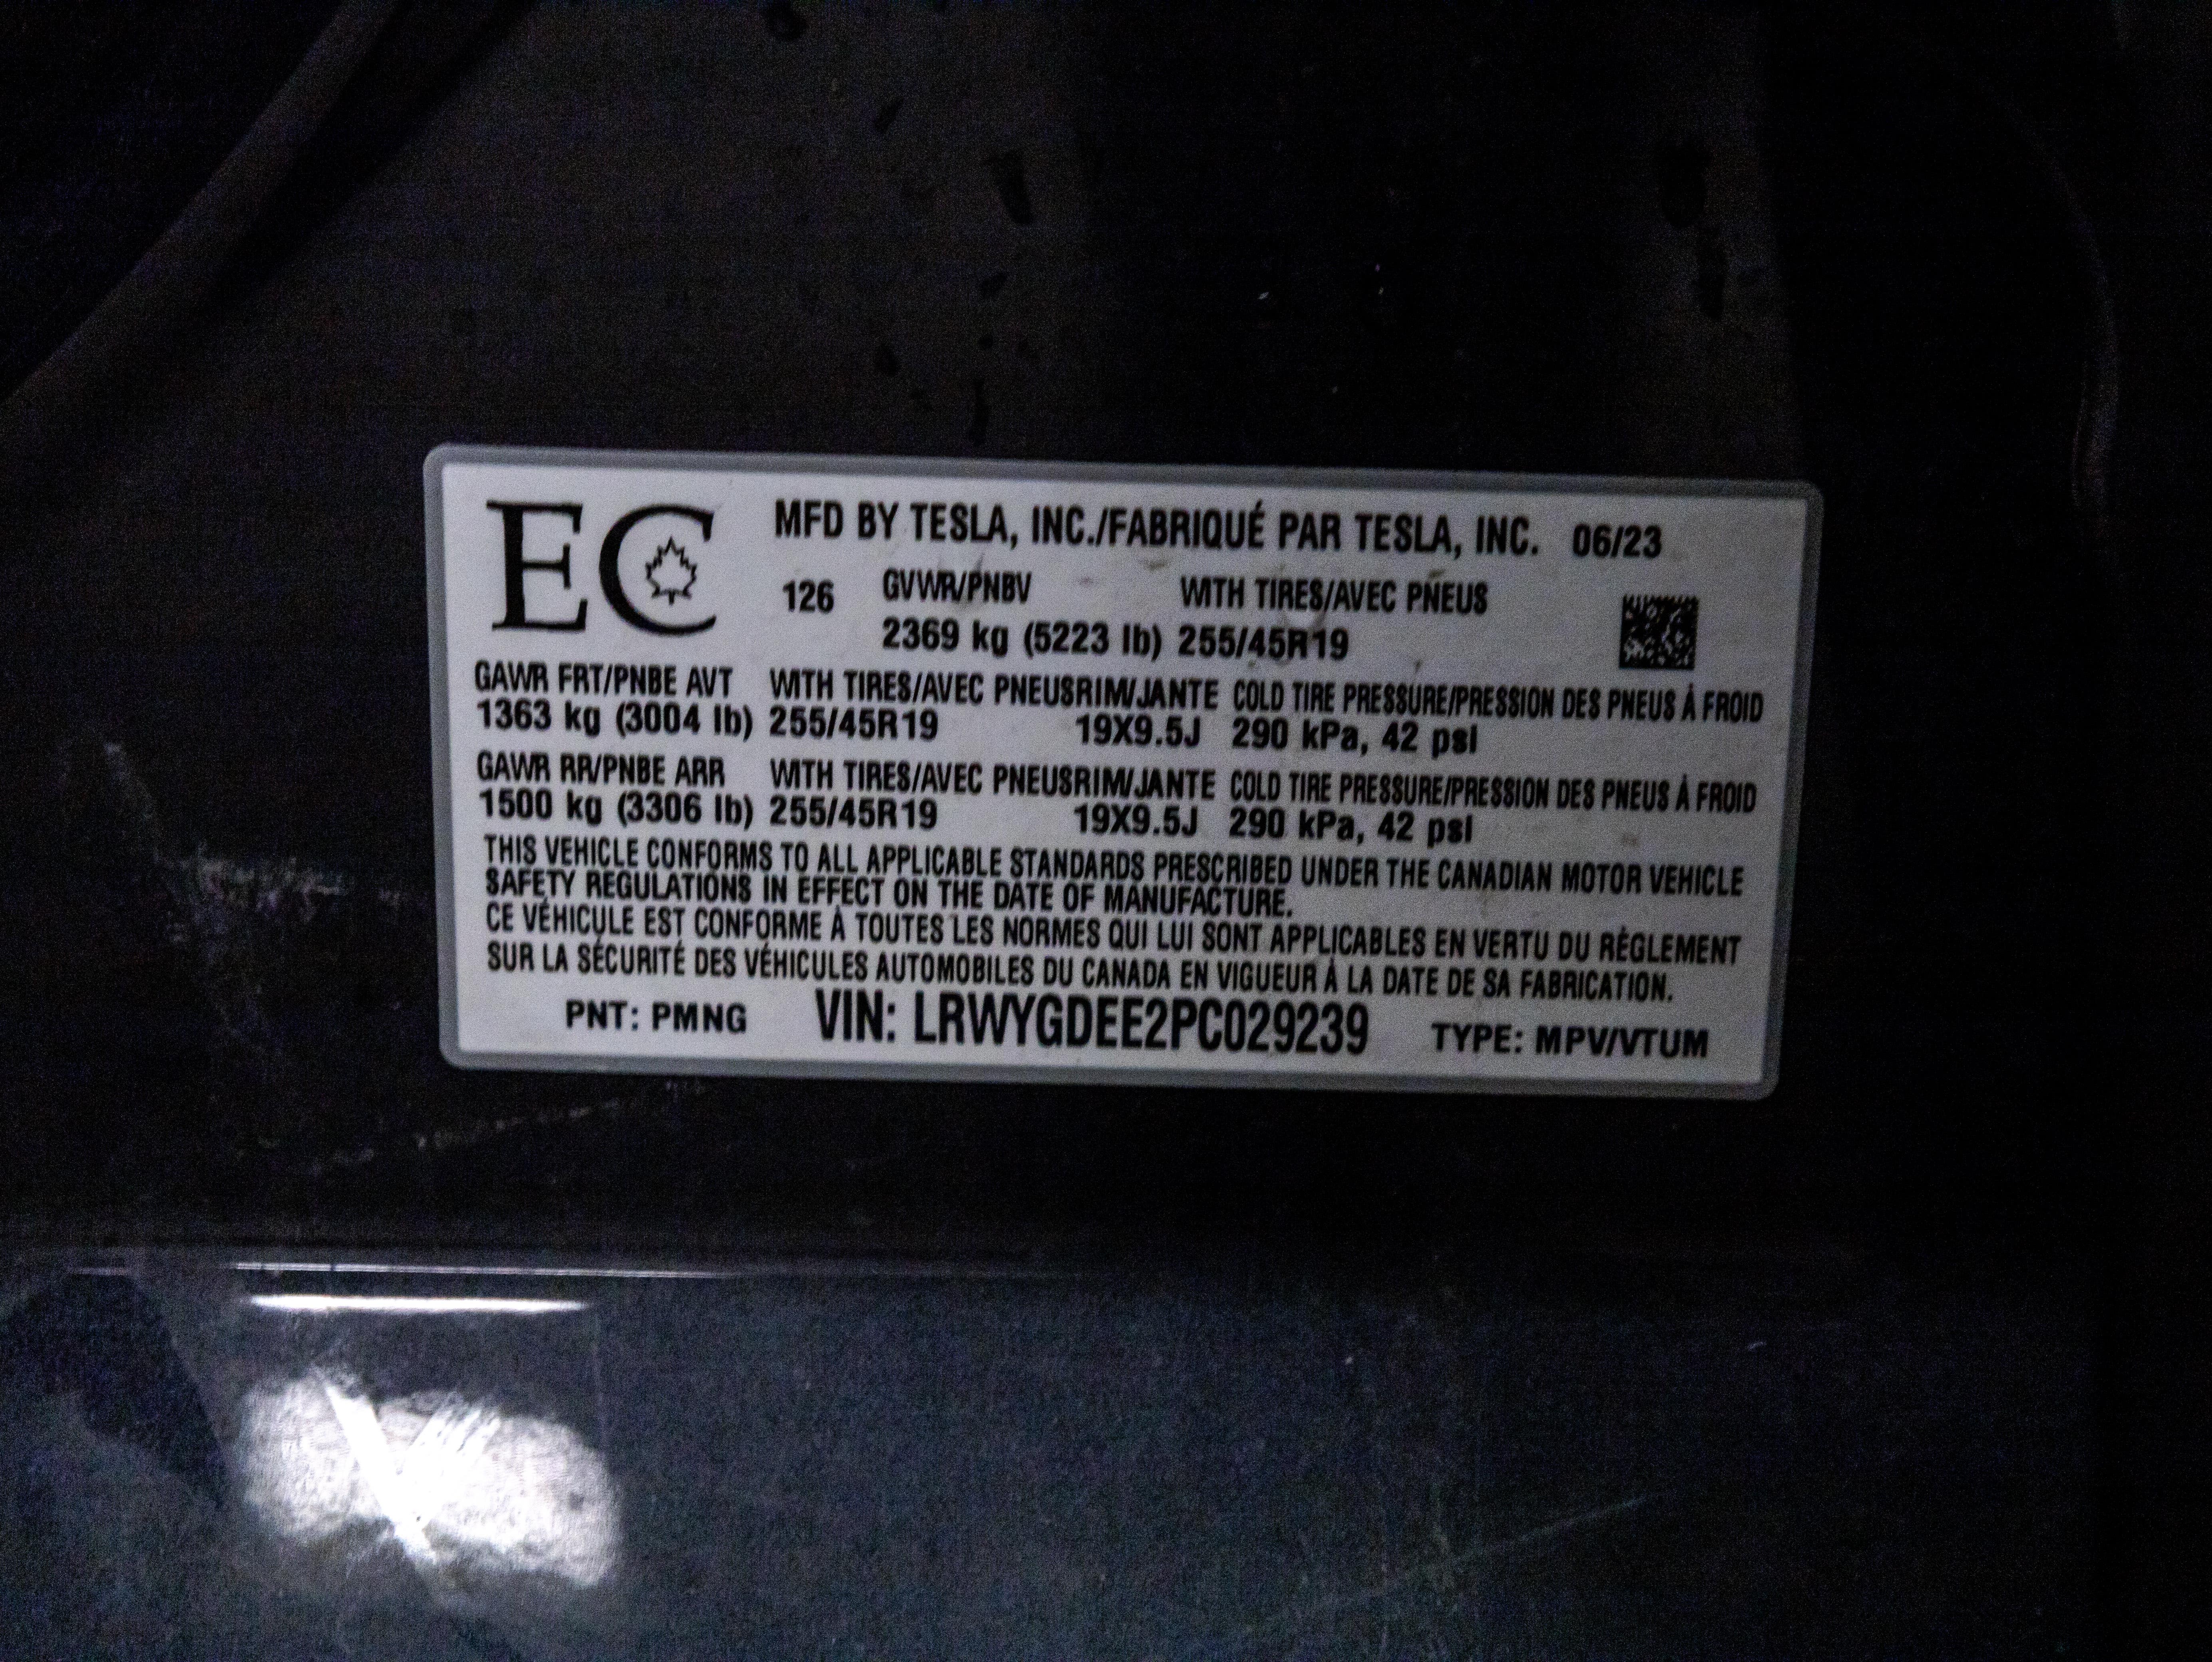 EC MFD BY TESLA, INC./FABRIQUÉ PAR TESLA, INC. 06/23
126 GVWR/PNBV WITH TIRES/AVEC PNEUS
2369 kg (5223 lb) 255/45R19
GAWR FRT/PNBE AVT WITH TIRES/AVEC PNEUS RIM/JANTE COLD TIRE PRESSURE/PRESSION DES PNEUS À FROID
1363 kg (3004 lb) 255/45R19 19X9.5J 290 kPa, 42 psi
GAWR RR/PNBE ARR WITH TIRES/AVEC PNEUS RIM/JANTE COLD TIRE PRESSURE/PRESSION DES PNEUS À FROID
1500 kg (3306 lb) 255/45R19 19X9.5J 290 kPa, 42 psi
THIS VEHICLE CONFORMS TO ALL APPLICABLE STANDARDS PRESCRIBED UNDER THE CANADIAN MOTOR VEHICLE
SAFETY REGULATIONS IN EFFECT ON THE DATE OF MANUFACTURE.
CE VÉHICULE EST CONFORME À TOUTES LES NORMES QUI LUI SONT APPLICABLES EN VERTU DU RÈGLEMENT
SUR LA SÉCURITÉ DES VÉHICULES AUTOMOBILES DU CANADA EN VIGUEUR À LA DATE DE SA FABRICATION.
PNT: PMNG VIN: LRWYGDEE2PC029239 TYPE: MPV/VTUM